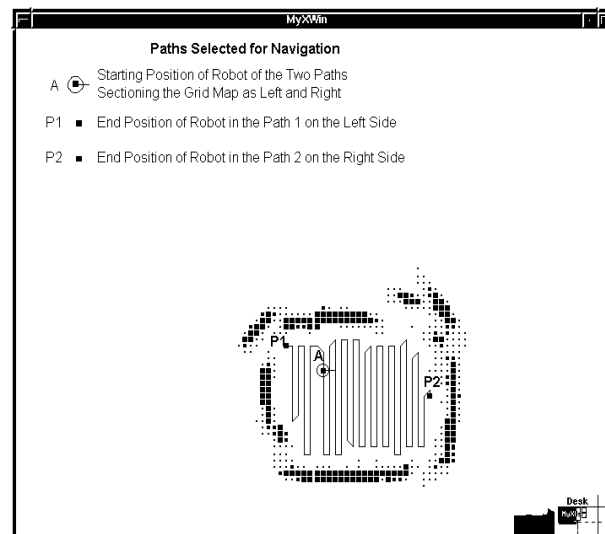 MyXWin
Paths Selected for Navigation
A Starting Position of Robot of the Two Paths
Sectioning the Grid Map as Left and Right
P1 End Position of Robot in the Path 1 on the Left Side
P2 End Position of Robot in the Path 2 on the Right Side
P1
A
P2
Desk